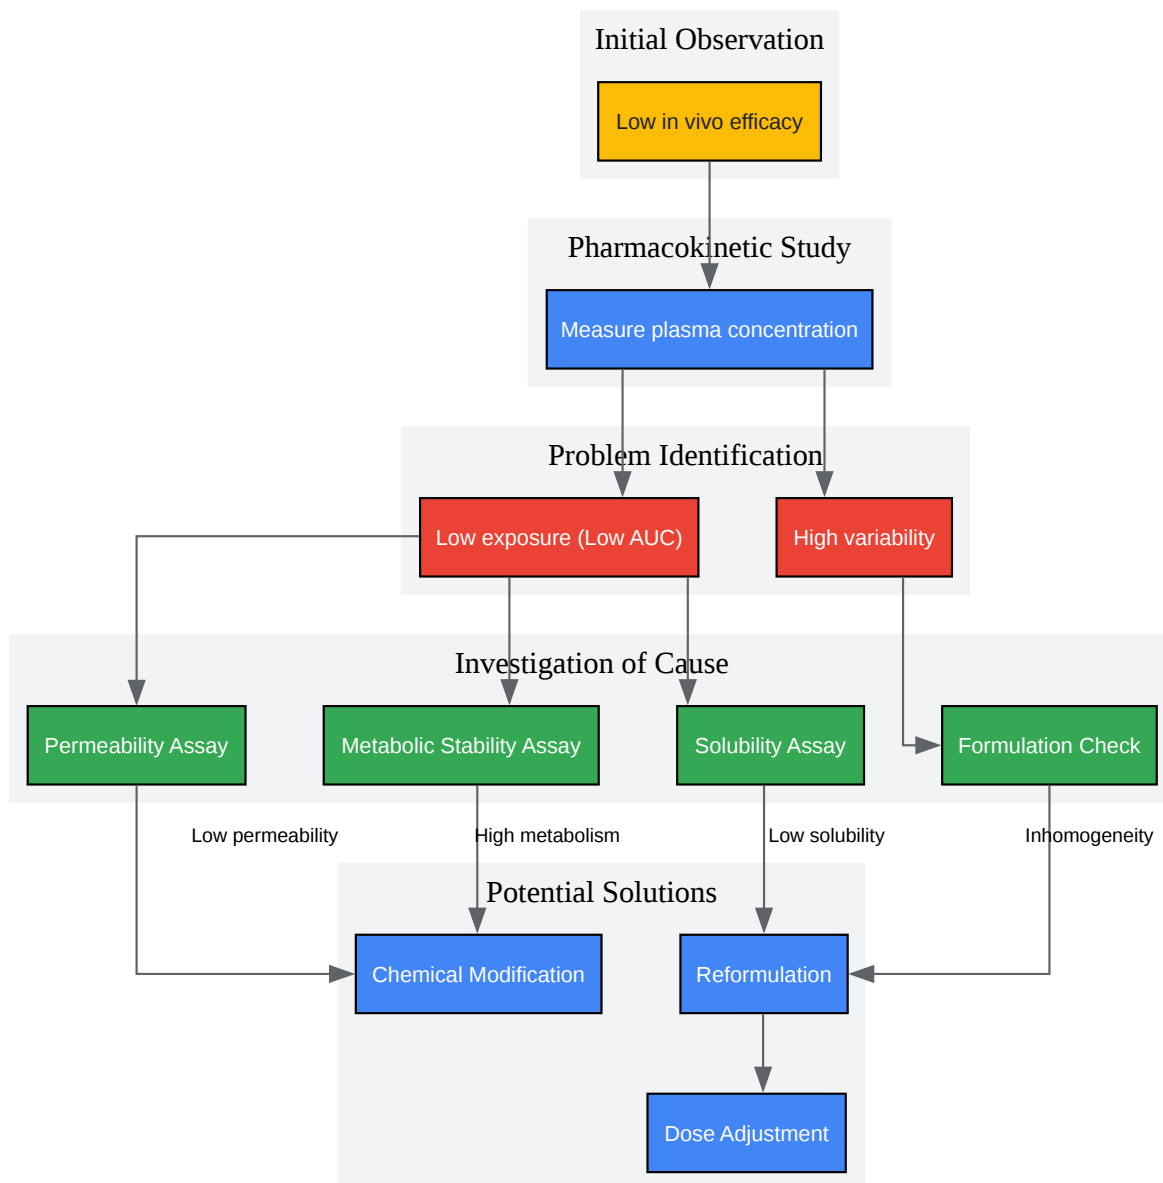 Initial Observation
Low in vivo efficacy
Pharmacokinetic Study
Measure plasma concentration
Problem Identification
Low exposure (Low AUC)
High variability
Investigation of Cause
Permeability Assay
Metabolic Stability Assay
Solubility Assay
Formulation Check
Low permeability
High metabolism
Low solubility
Inhomogeneity
Potential Solutions
Chemical Modification
Reformulation
Dose Adjustment